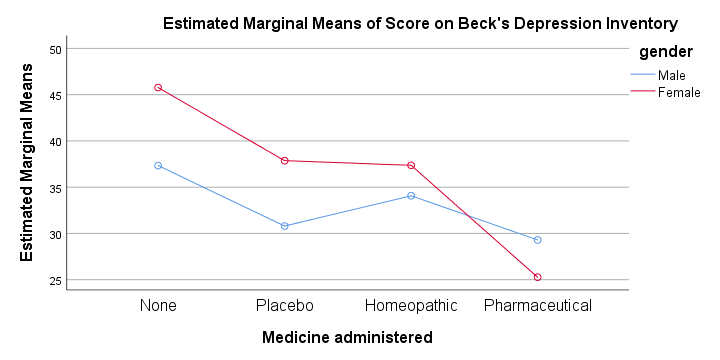 Estimated Marginal Means of Score on Beck's Depression Inventory
gender
Male
Female
Estimated Marginal Means
50
45
40
35
30
25
None Placebo Homeopathic Pharmaceutical
Medicine administered